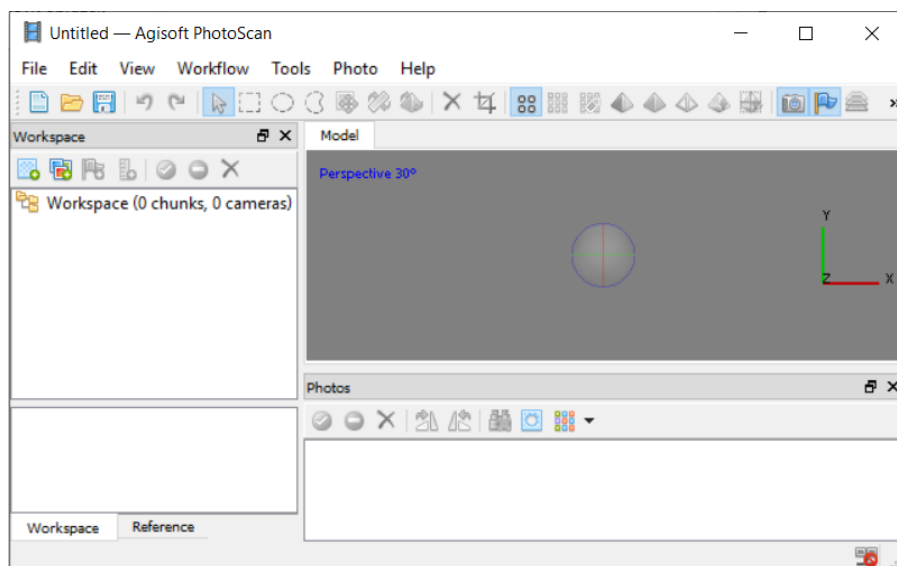 Untitled — Agisoft PhotoScan
File Edit View Workflow Tools Photo Help
»
Workspace
Model
Perspective 30°
Workspace (0 chunks, 0 cameras)
Y
Z
X
Photos
Workspace Reference